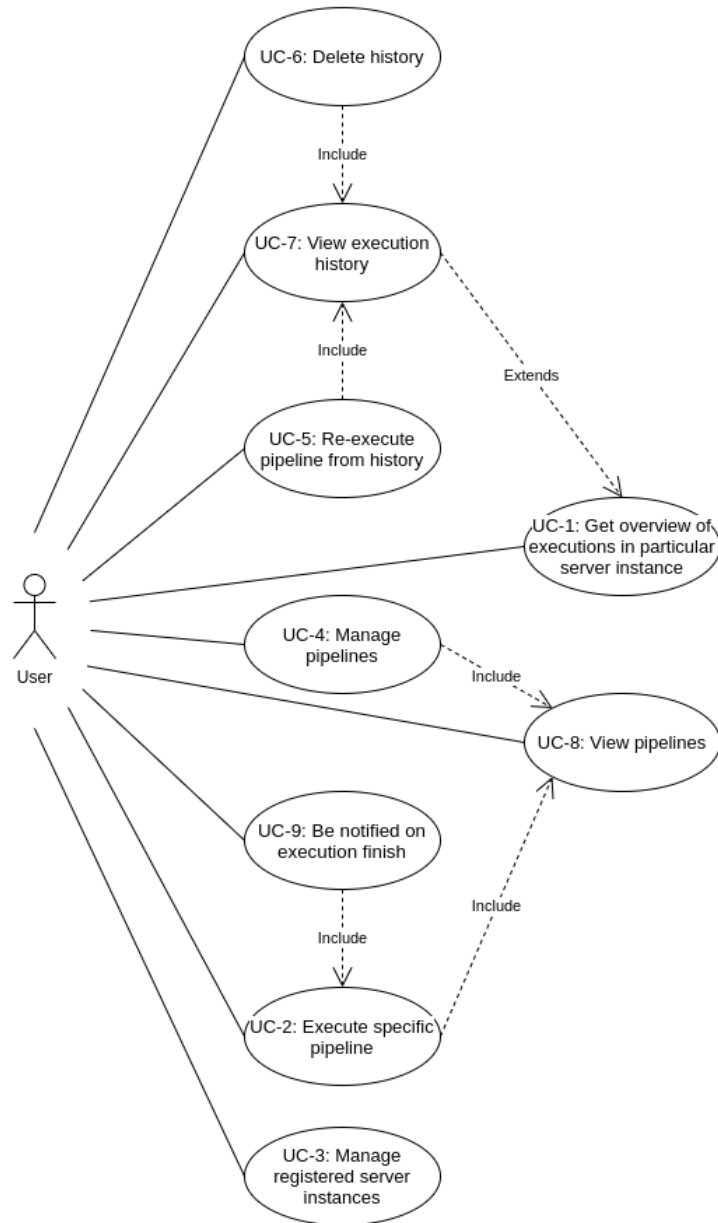 UC-6: Delete history
Include
UC-7: View execution
history
Include
Extends
UC-5: Re-execute
pipeline from history
UC-1: Get overview of
executions in particular
server instance
User
UC-4: Manage
pipelines
Include
UC-8: View pipelines
UC-9: Be notified on
execution finish
Include
Include
UC-2: Execute specific
pipeline
UC-3: Manage
registered server
instances